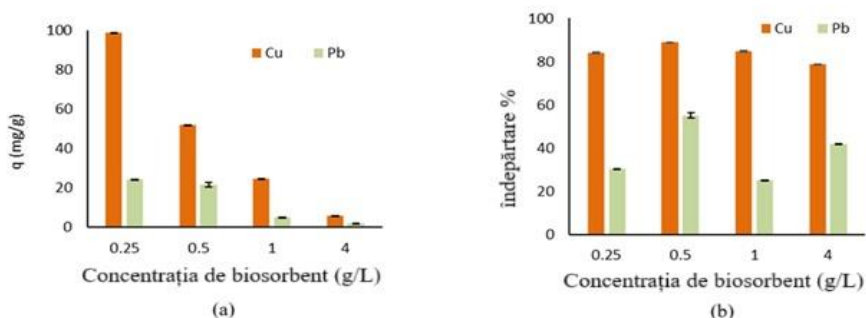 100
80
60
40
20
0
q (mg/g)
Cu Pb
0.25 0.5 1 4
Concentrația de biosorbent (g/L)
(a)
100
80
60
40
20
0
îndepărtare %
Cu Pb
0.25 0.5 1 4
Concentrația de biosorbent (g/L)
(b)